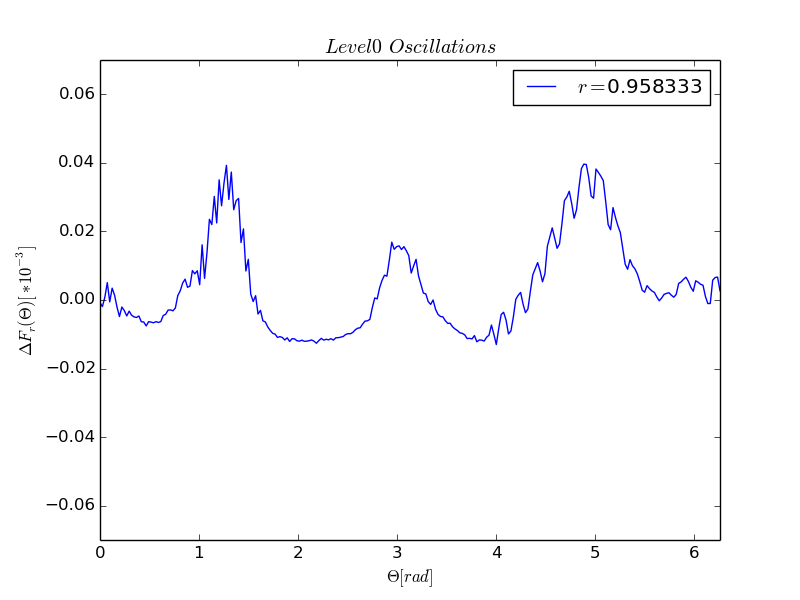 Level0 Oscillations
r=0.958333
0.06
0.04
0.02
0.00
−0.02
−0.04
−0.06
ΔF_r(Θ)[∗10^{−3}]
0 1 2 3 4 5 6
Θ[rad]